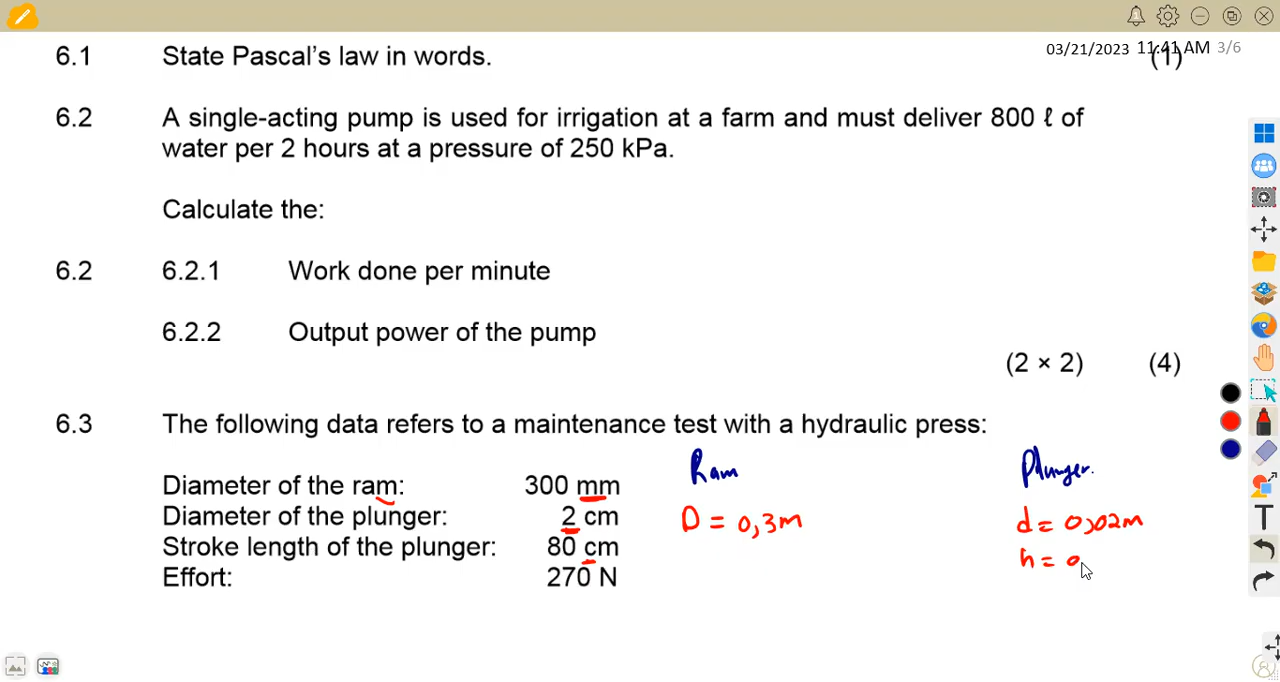 03/21/2023 11:41 AM 3/6
6.1 State Pascal's law in words. (1)
6.2 A single-acting pump is used for irrigation at a farm and must deliver 800 ℓ of
water per 2 hours at a pressure of 250 kPa.
Calculate the:
6.2 6.2.1 Work done per minute
6.2.2 Output power of the pump
(2 × 2) (4)
6.3 The following data refers to a maintenance test with a hydraulic press:
Ram Plunger.
Diameter of the ram: 300 mm
Diameter of the plunger: 2 cm D = 0,3m d = 0,02m
Stroke length of the plunger: 80 cm h = 0
Effort: 270 N
T